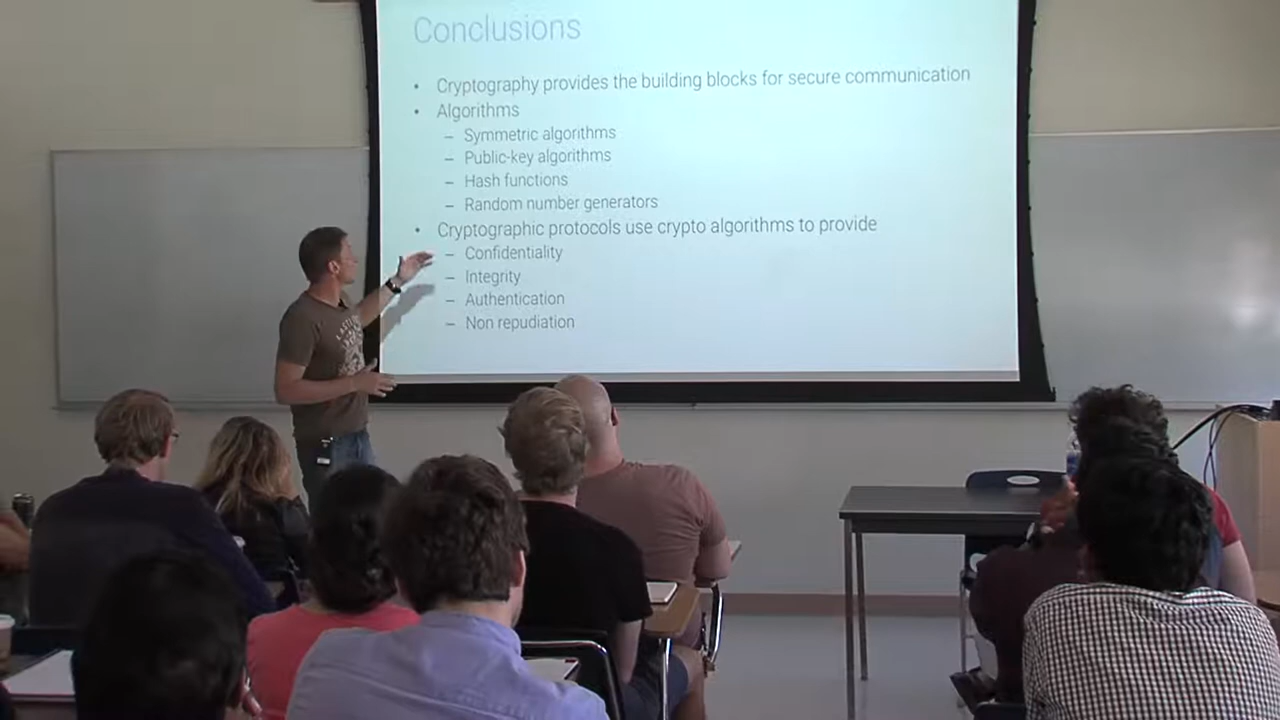 Conclusions
• Cryptography provides the building blocks for secure communication
• Algorithms
– Symmetric algorithms
– Public-key algorithms
– Hash functions
– Random number generators
• Cryptographic protocols use crypto algorithms to provide
– Confidentiality
– Integrity
– Authentication
– Non repudiation